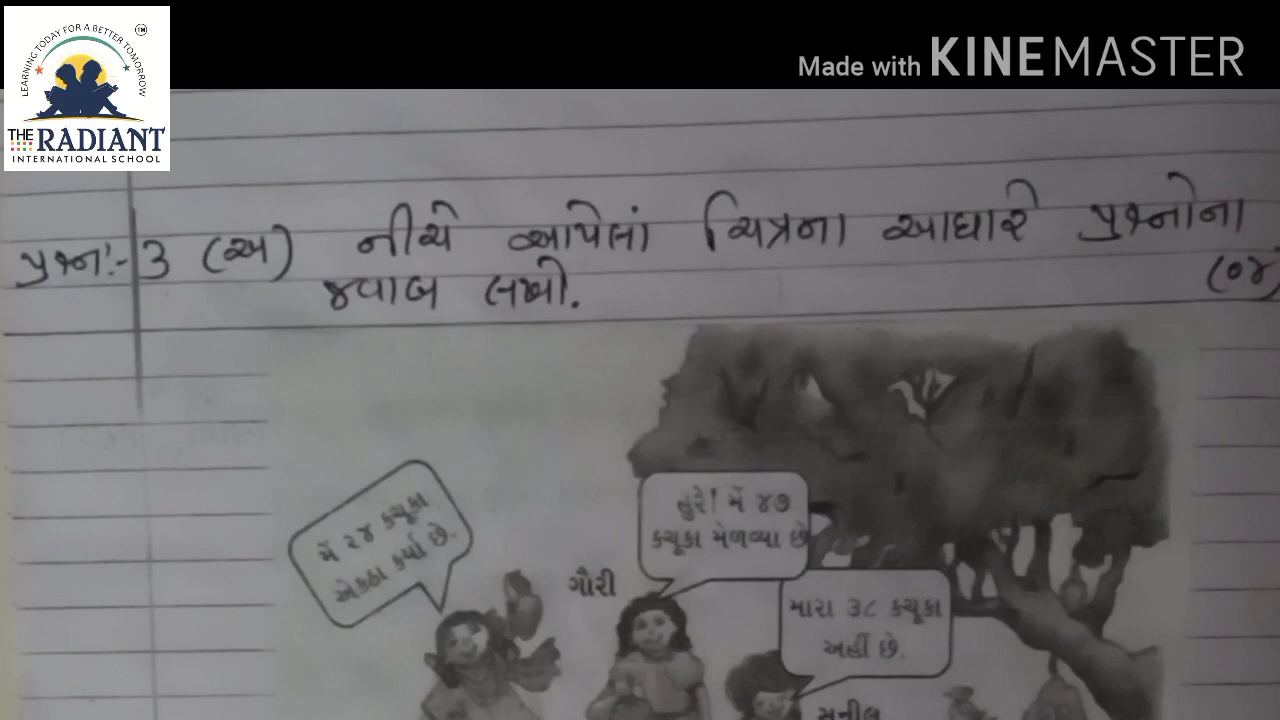 LEARNING TODAY FOR A BETTER TOMORROW
TM
THE RADIANT
INTERNATIONAL SCHOOL
Made with KINEMASTER
પ્રશ્ન:-3 (અ) નીચે આપેલાં ચિત્રના આધારે પ્રશ્નોના
જવાબ લખો. (૦૪)
મેં ૨૪ કચૂકા
એકઠા કર્યા છે.
હુરે! મેં ૪૭
કચૂકા મેળવ્યા છે
ગૌરી
મારા ૩૮ કચૂકા
અહીં છે.
સુનીલ